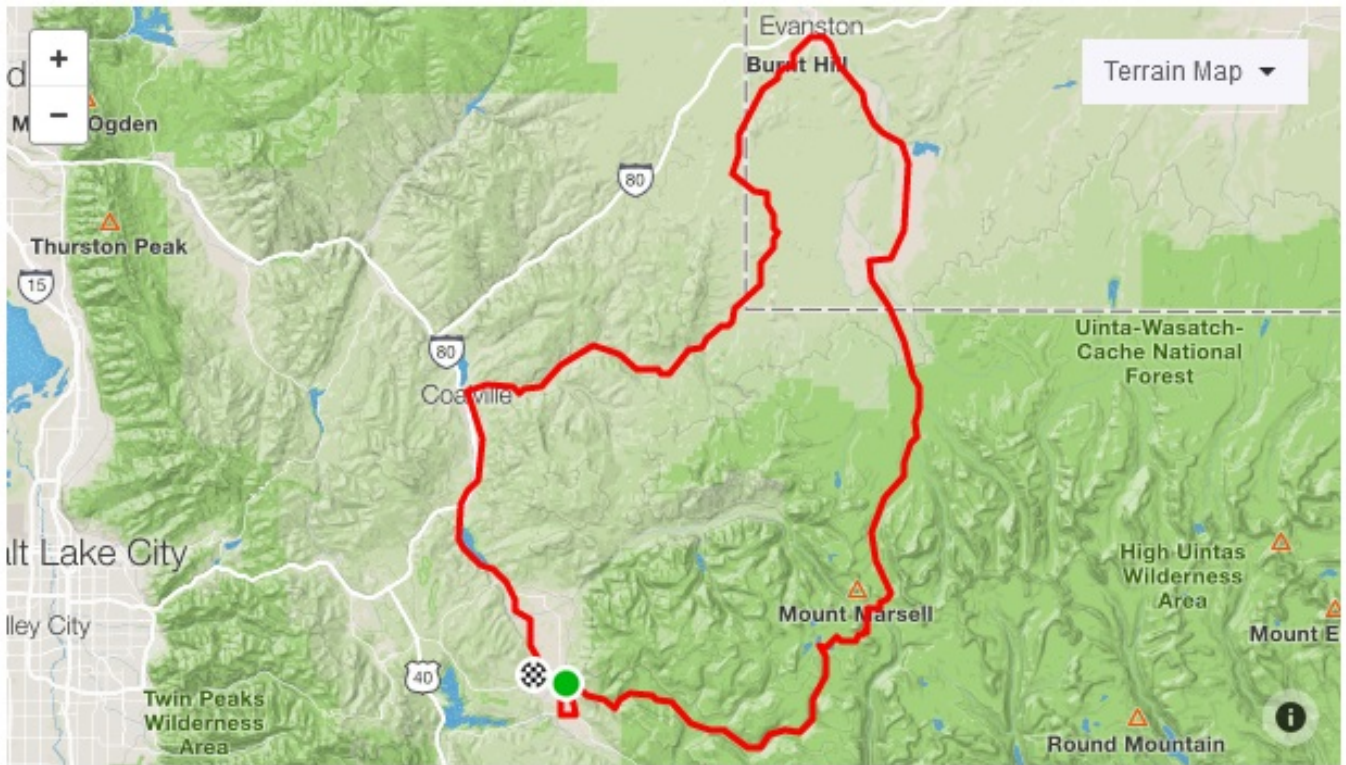 Evanston
Burnt Hill
Terrain Map
+
−
d
M Ogden
80
Thurston Peak
15
80
Coalville
Uinta-Wasatch-
Cache National
Forest
alt Lake City
lley City
High Uintas
Wilderness
Area
Mount Marsell
Mount E
40
Twin Peaks
Wilderness
Area
Round Mountain
i